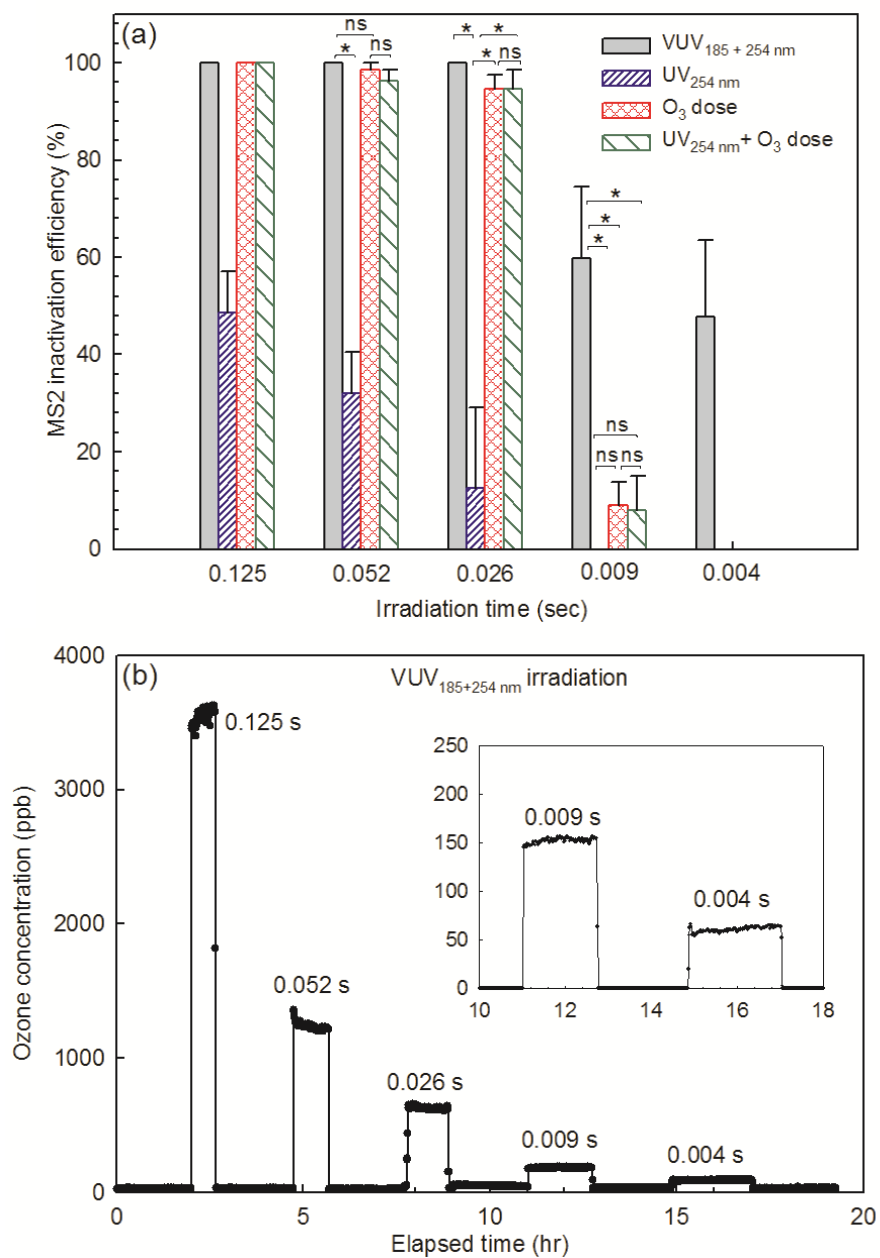 (a)
VUV185 + 254 nm
UV254 nm
O3 dose
UV254 nm+ O3 dose
ns
*
ns
*
*
*
ns
*
*
*
ns
ns
ns
MS2 inactivation efficiency (%)
100
80
60
40
20
0
0.125
0.052
0.026
0.009
0.004
Irradiation time (sec)
(b)
VUV185+254 nm irradiation
Ozone concentration (ppb)
4000
3000
2000
1000
0
0.125 s
0.052 s
0.026 s
0.009 s
0.004 s
250
200
150
100
50
0
0.009 s
0.004 s
10
12
14
16
18
0
5
10
15
20
Elapsed time (hr)